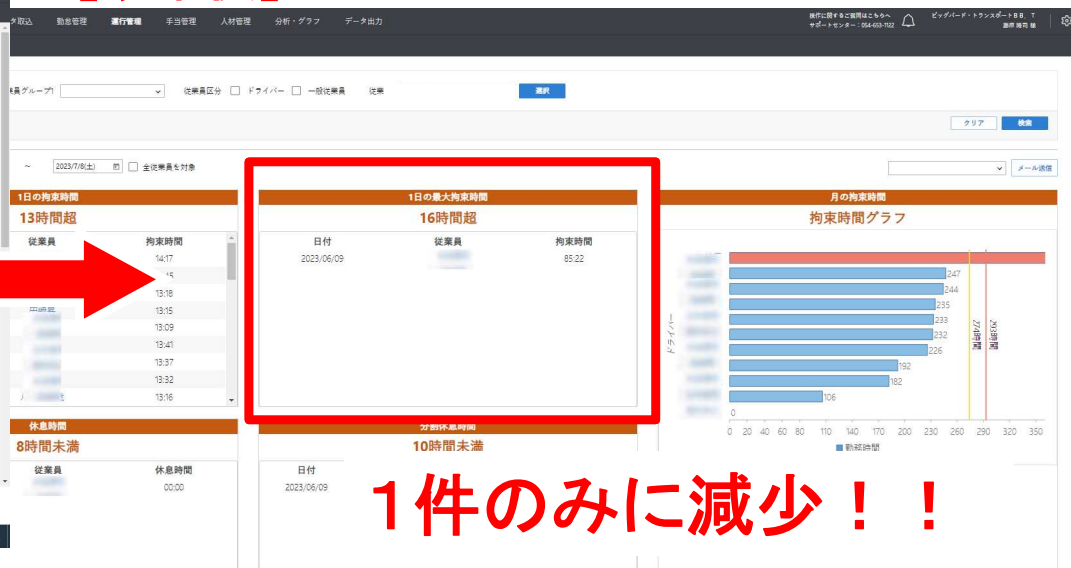 タ取込 勤怠管理 運行管理 手当管理 人材管理 分析・グラフ データ出力
操作に関するご質問はこちらへ
サポートセンター：054-653-1122
ビッグバード・トランスポートBB、T
業員グループ1 従業員区分 ドライバー 一般従業員 従業 選択
クリア 検索
～ 2023/7/8(土) 全従業員を対象 メール送信
1日の拘束時間
13時間超
従業員 拘束時間
14:17
13:18
13:15
13:09
13:41
13:37
13:32
13:16
1日の最大拘束時間
16時間超
日付 従業員 拘束時間
2023/06/09 85:22
月の拘束時間
拘束時間グラフ
ドライバー
247
244
235
233
232
226
192
182
106
0
274時間
293時間
0 20 40 60 80 110 140 170 200 230 260 290 320 350
勤務時間
休息時間
8時間未満
従業員 休息時間
00:00
分割休息時間
10時間未満
日付
2023/06/09
1件のみに減少！！